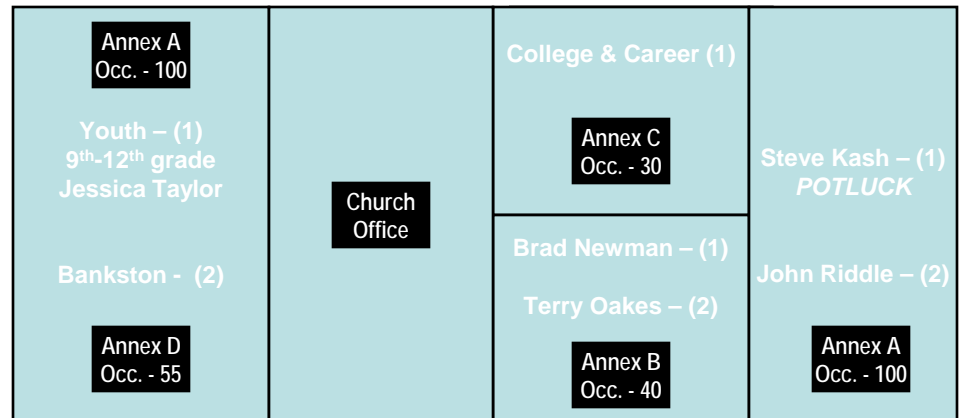 Annex A
Occ. - 100
Youth – (1)
9th-12th grade
Jessica Taylor
Bankston - (2)
Annex D
Occ. - 55
Church
Office
College & Career (1)
Annex C
Occ. - 30
Brad Newman – (1)
Terry Oakes – (2)
Annex B
Occ. - 40
Steve Kash – (1)
POTLUCK
John Riddle – (2)
Annex A
Occ. - 100